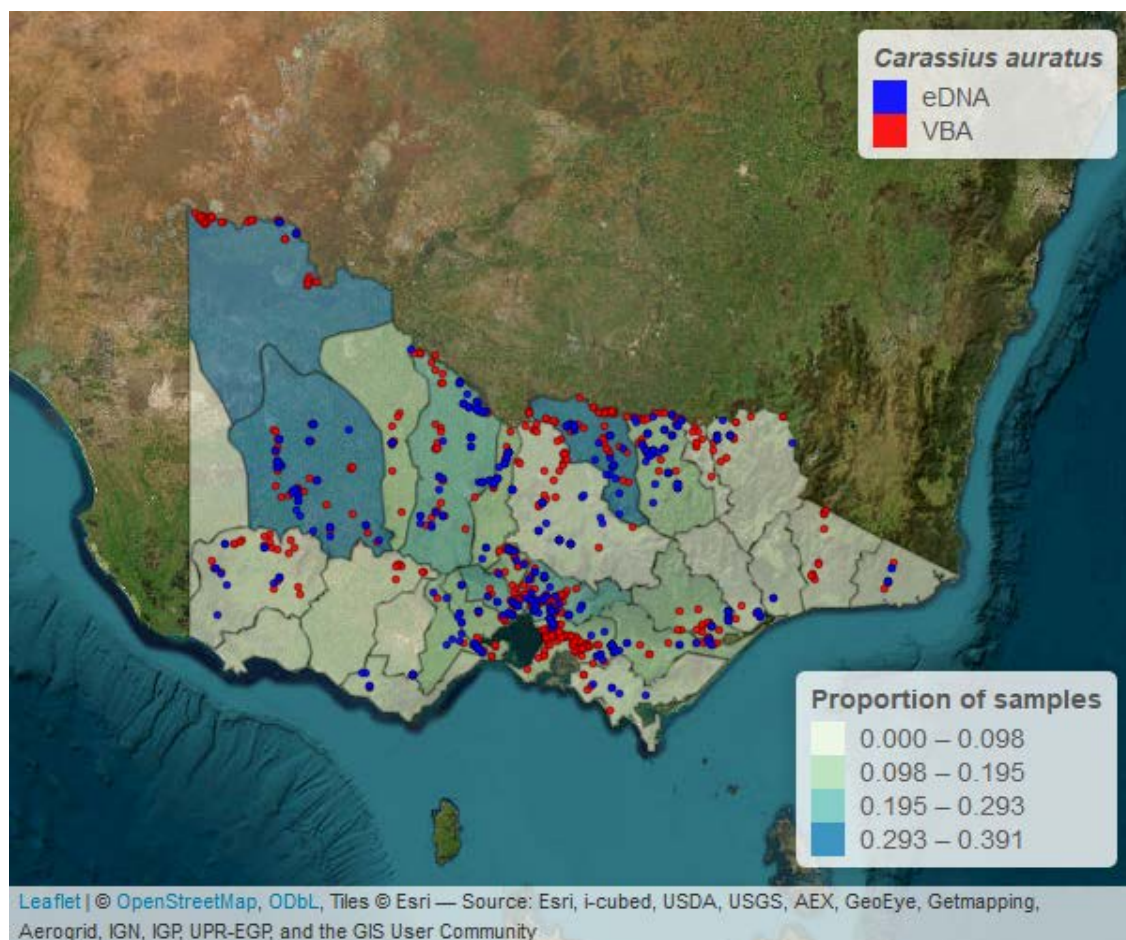 Carassius auratus
eDNA
VBA
Proportion of samples
0.000 – 0.098
0.098 – 0.195
0.195 – 0.293
0.293 – 0.391
Leaflet | © OpenStreetMap, ODbL, Tiles © Esri — Source: Esri, i-cubed, USDA, USGS, AEX, GeoEye, Getmapping,
Aerogrid, IGN, IGP, UPR-EGP, and the GIS User Community